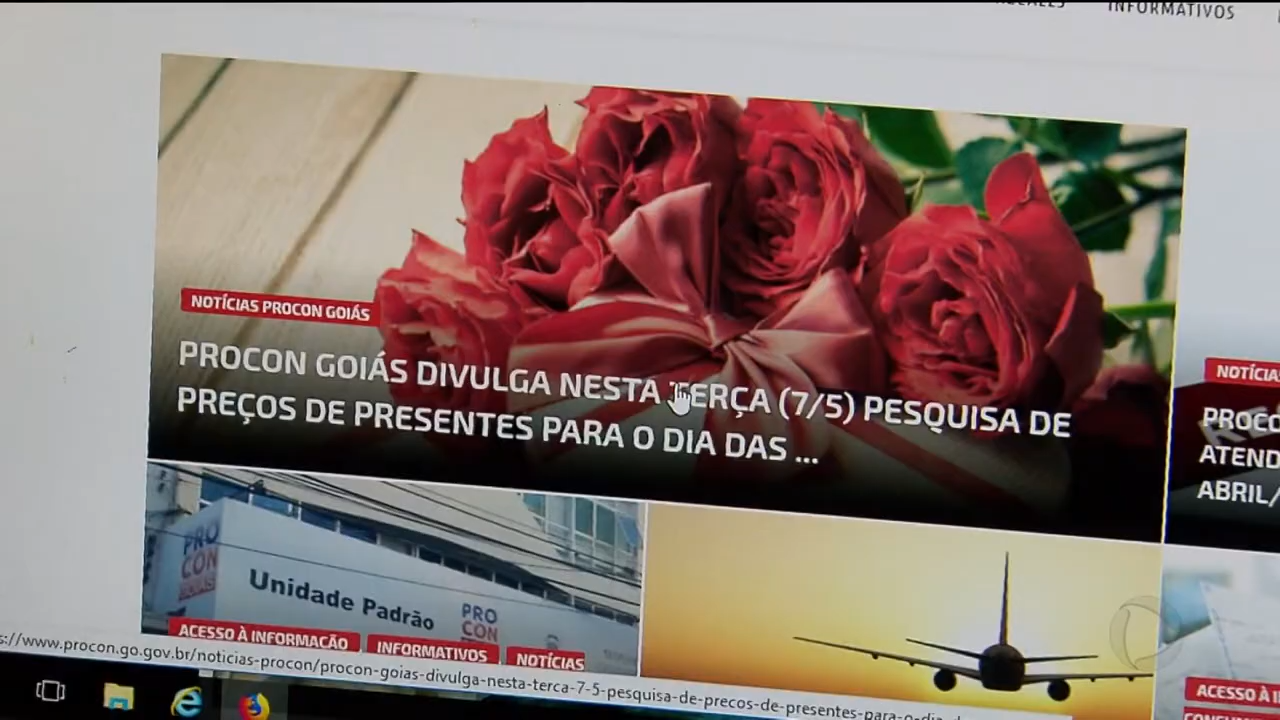 INFORMATIVOS
NOTÍCIAS PROCON GOIÁS
PROCON GOIÁS DIVULGA NESTA TERÇA (7/5) PESQUISA DE
PREÇOS DE PRESENTES PARA O DIA DAS ...
NOTÍCIA
PROCO
ATEND
ABRIL/
PRO
CON
Unidade Padrão
PRO
CON
ACESSO À INFORMAÇÃO
INFORMATIVOS
NOTÍCIAS
ACESSO À I
s://www.procon.go.gov.br/noticias-procon/procon-goias-divulga-nesta-terca-7-5-pesquisa-de-precos-de-presentes-para-o-dia-d